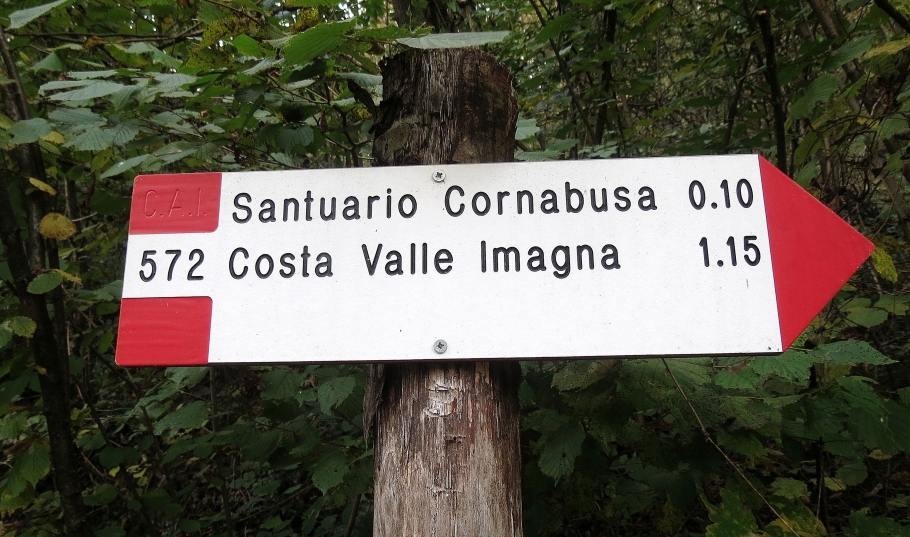 C.A.I.
Santuario Cornabusa 0.10
572 Costa Valle Imagna 1.15